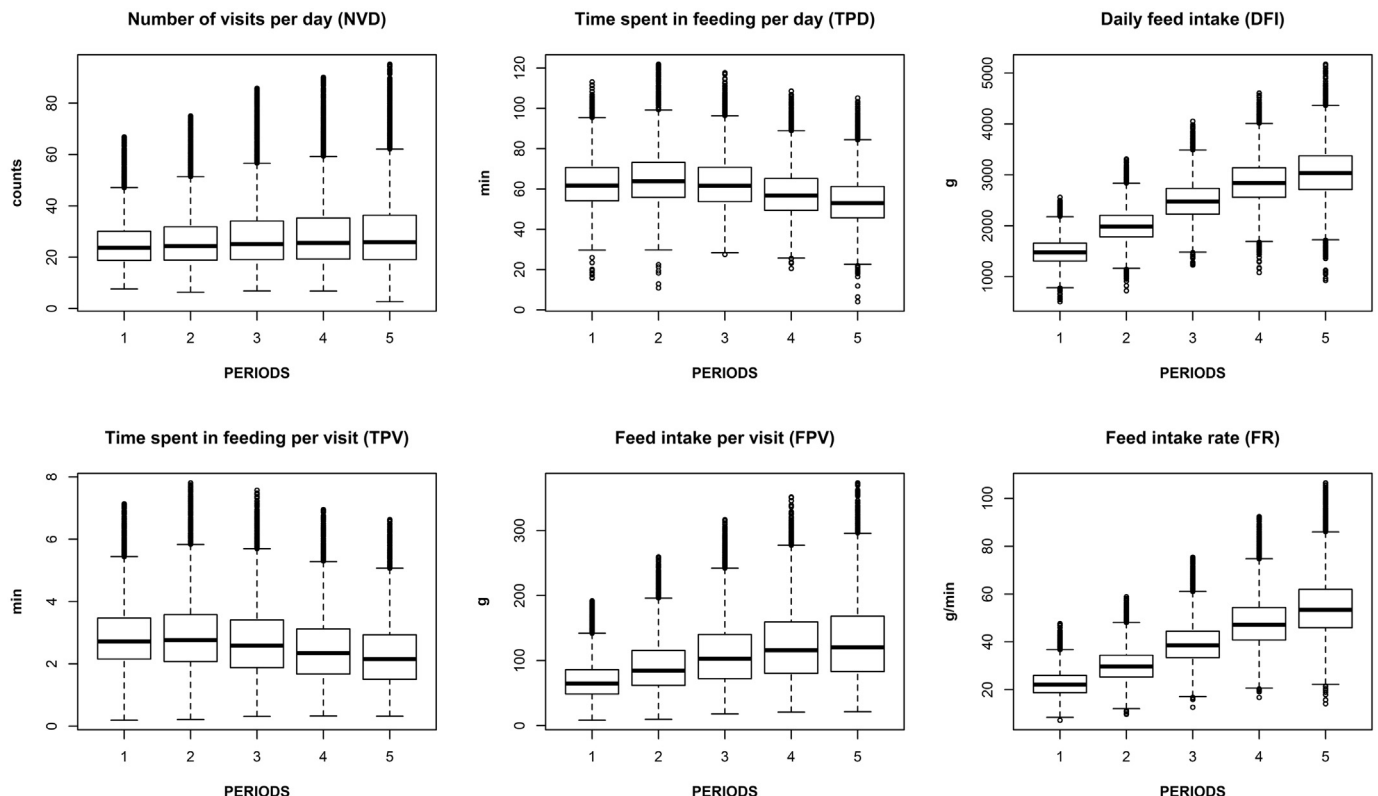 Number of visits per day (NVD)
counts
80
60
40
20
0
1 2 3 4 5
PERIODS
Time spent in feeding per day (TPD)
min
120
100
80
60
40
20
0
1 2 3 4 5
PERIODS
Daily feed intake (DFI)
g
5000
4000
3000
2000
1000
1 2 3 4 5
PERIODS
Time spent in feeding per visit (TPV)
min
8
6
4
2
0
1 2 3 4 5
PERIODS
Feed intake per visit (FPV)
g
300
200
100
0
1 2 3 4 5
PERIODS
Feed intake rate (FR)
g/min
100
80
60
40
20
1 2 3 4 5
PERIODS